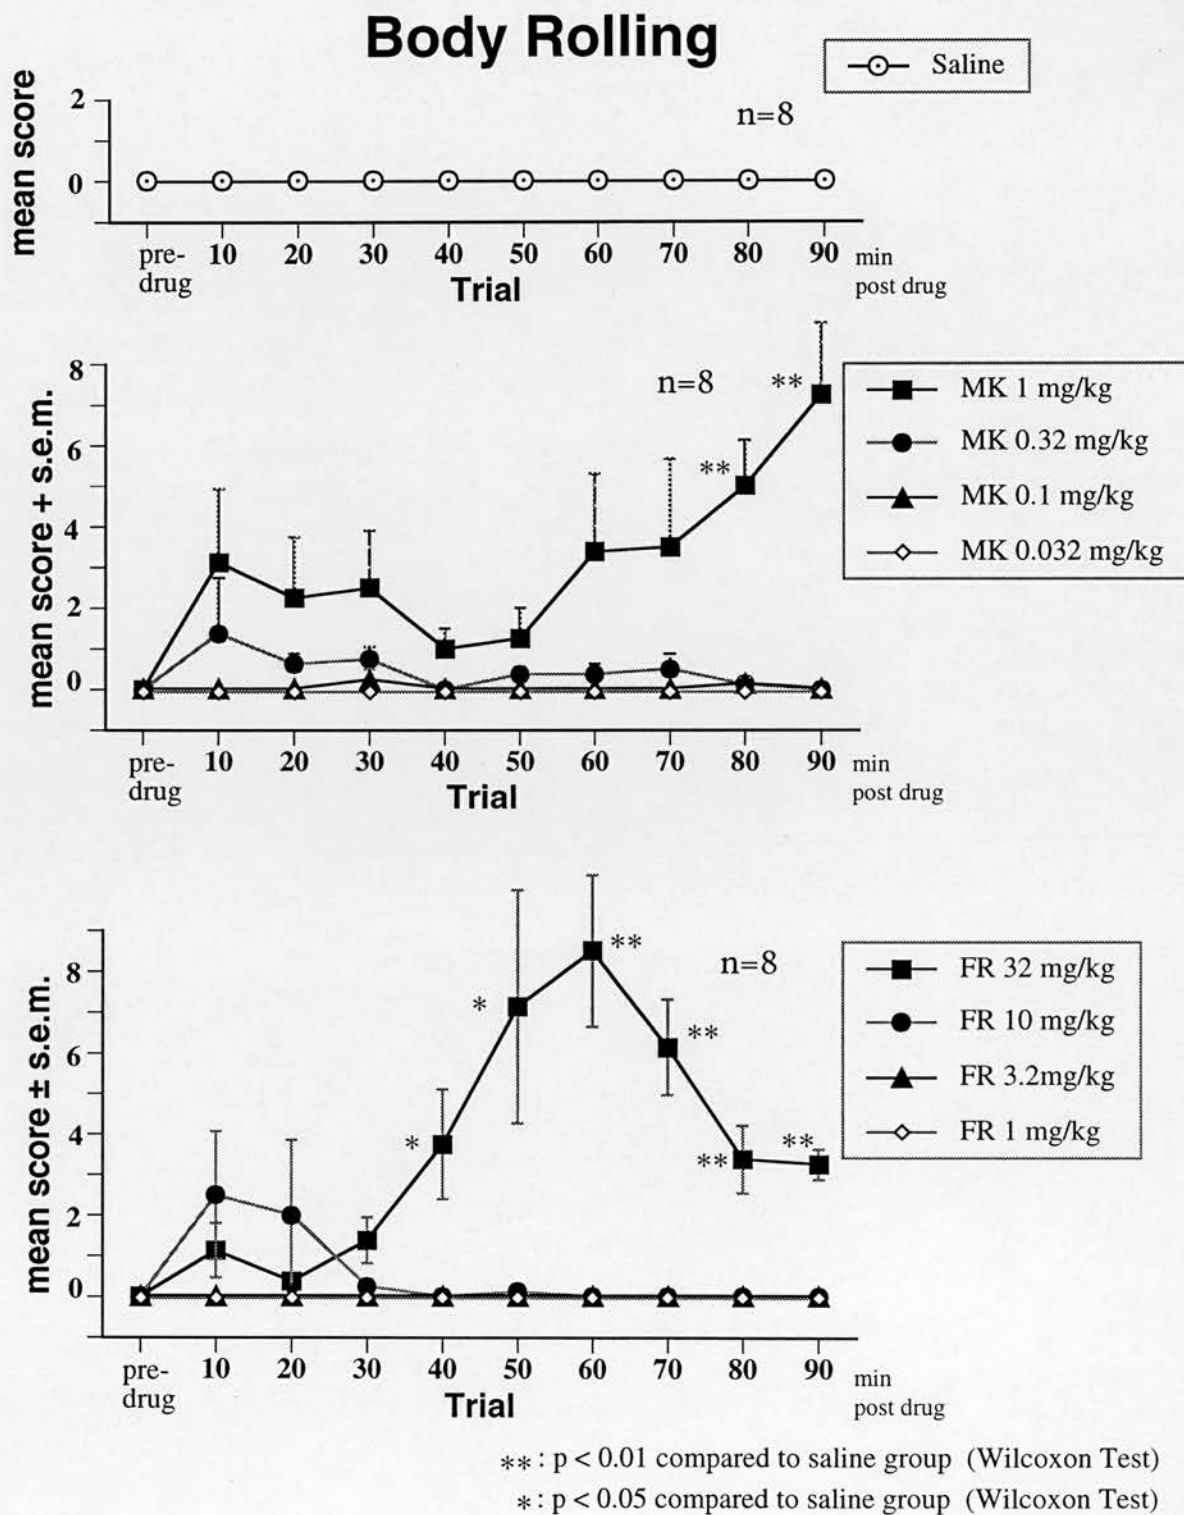 Body Rolling
Saline
n=8
mean score
2
0
pre-drug 10 20 30 40 50 60 70 80 90 min post drug
Trial
n=8
mean score + s.e.m.
8
6
4
2
0
**
**
MK 1 mg/kg
MK 0.32 mg/kg
MK 0.1 mg/kg
MK 0.032 mg/kg
pre-drug 10 20 30 40 50 60 70 80 90 min post drug
Trial
n=8
mean score ± s.e.m.
8
6
4
2
0
*
*
**
**
**
**
FR 32 mg/kg
FR 10 mg/kg
FR 3.2mg/kg
FR 1 mg/kg
pre-drug 10 20 30 40 50 60 70 80 90 min post drug
Trial
** : p < 0.01 compared to saline group (Wilcoxon Test)
* : p < 0.05 compared to saline group (Wilcoxon Test)